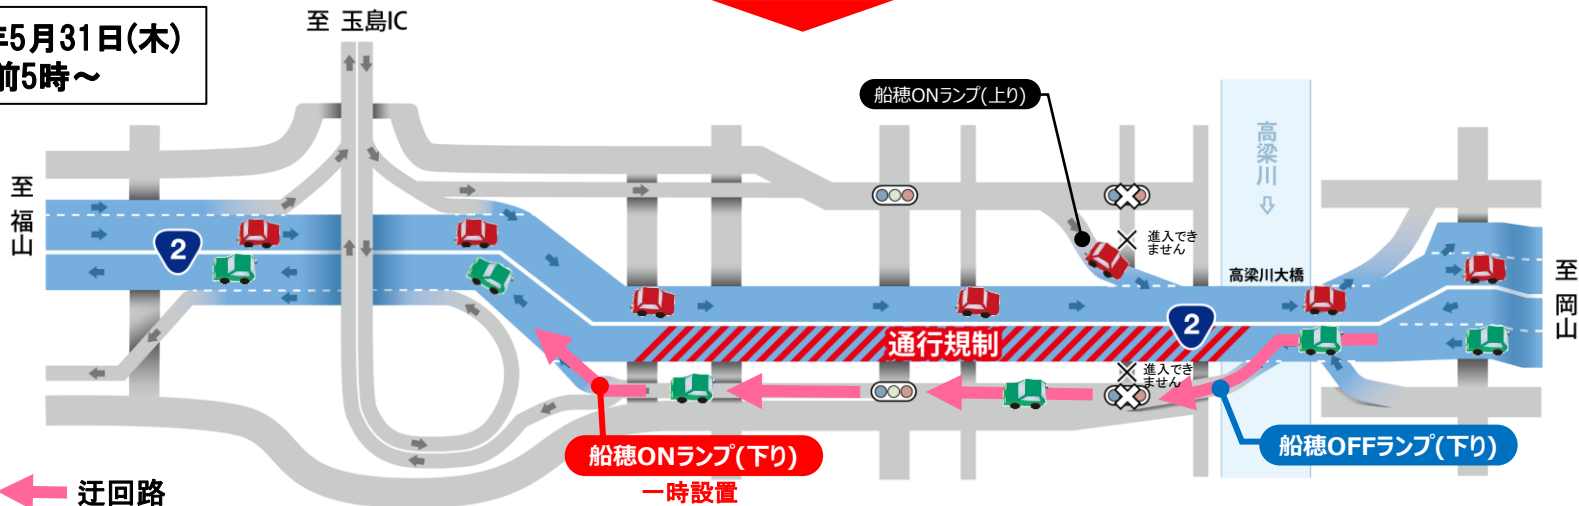 年5月31日(木)
前5時～
至 玉島IC
船穂ONランプ(上り)
高梁川
至 福山
2
進入でき
ません
高梁川大橋
至 岡山
2
通行規制
進入でき
ません
船穂ONランプ(下り)
一時設置
船穂OFFランプ(下り)
迂回路